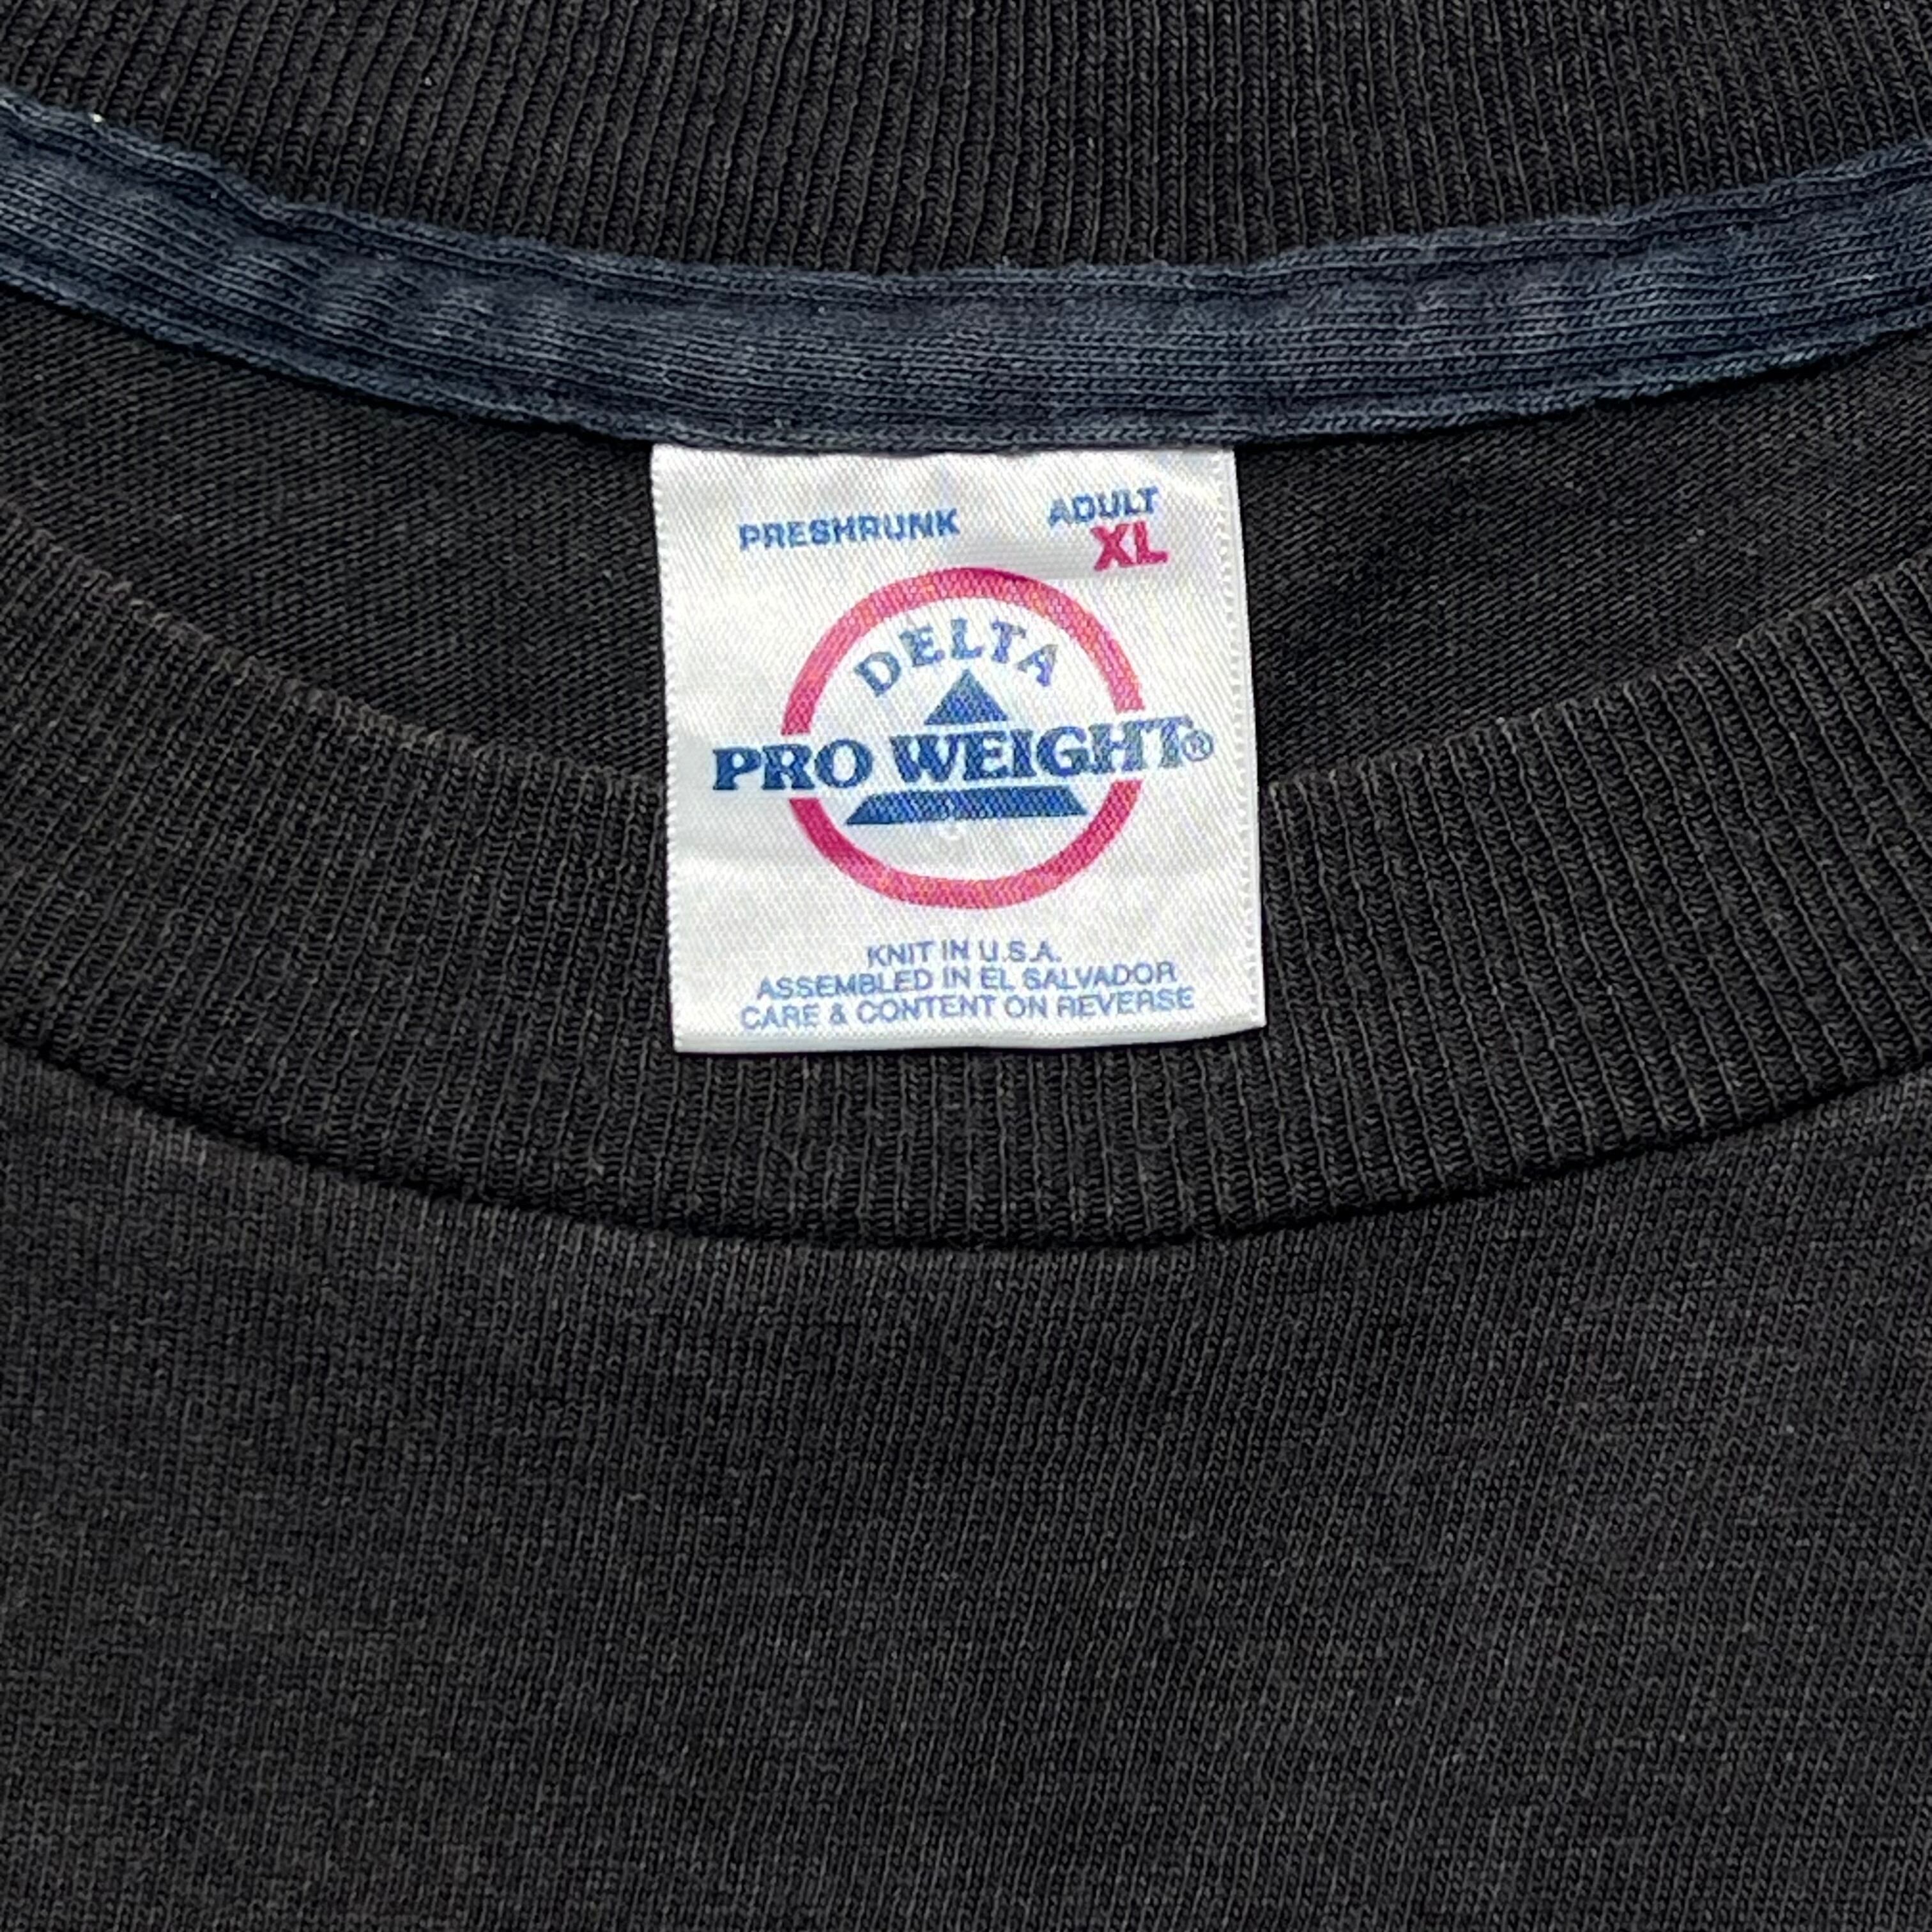 PRESHRUNK
ADULT
XL
DELTA
PRO WEIGHT®
KNIT IN U.S.A.
ASSEMBLED IN EL SALVADOR
CARE & CONTENT ON REVERSE